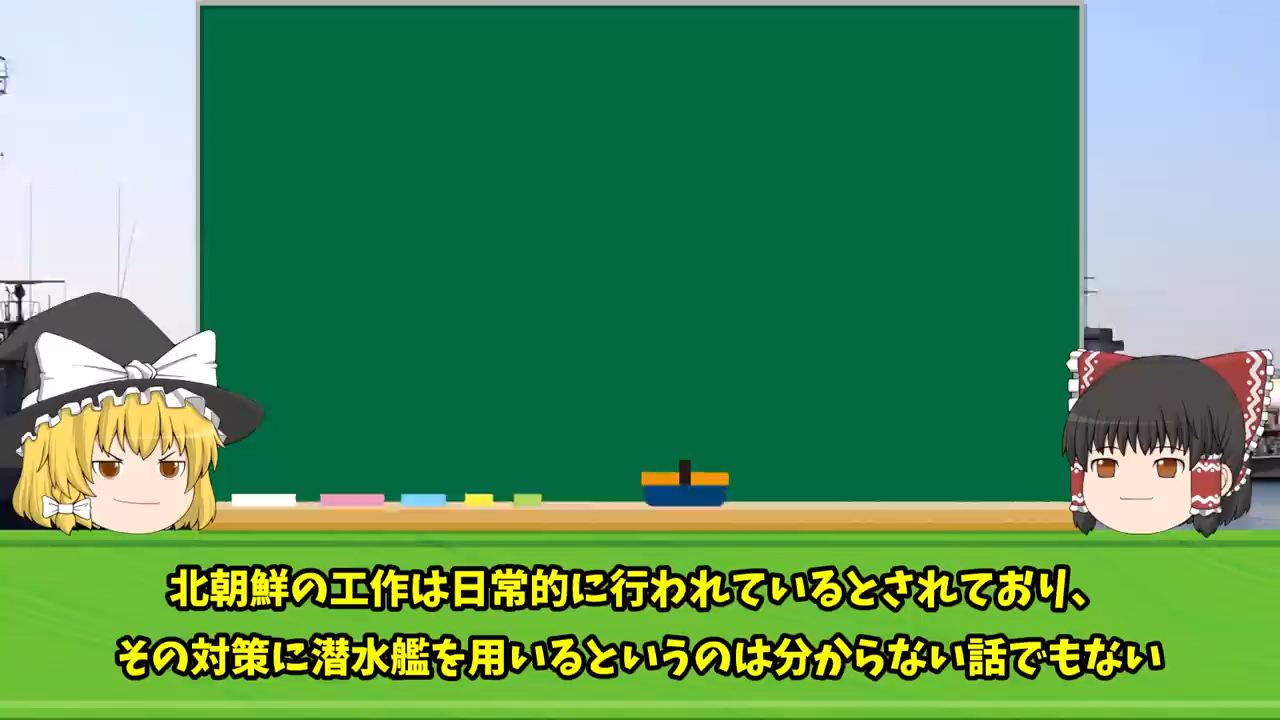 北朝鮮の工作は日常的に行われているとされており、
その対策に潜水艦を用いるというのは分からない話でもない